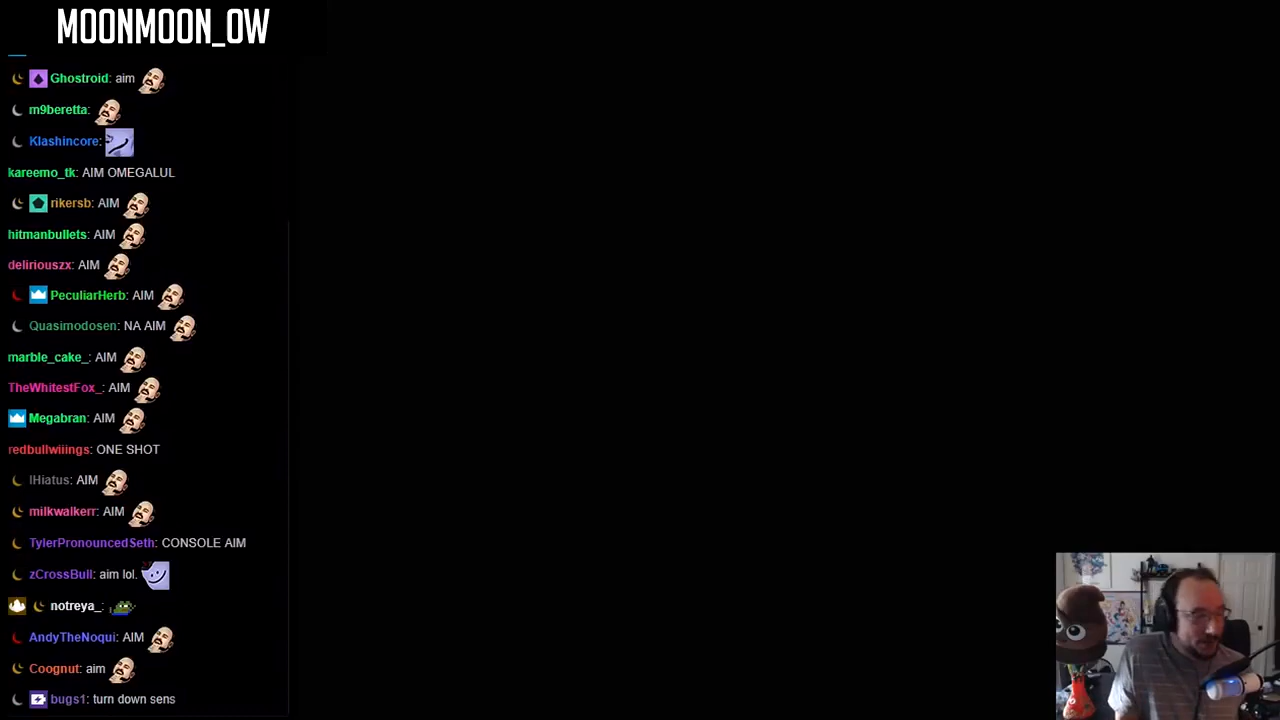 MOONMOON_OW
Ghostroid: aim
m9beretta:
Klashincore:
kareemo_tk: AIM OMEGALUL
rikersb: AIM
hitmanbullets: AIM
deliriouszx: AIM
PeculiarHerb: AIM
Quasimodosen: NA AIM
marble_cake_: AIM
TheWhitestFox_: AIM
Megabran: AIM
redbullwiiings: ONE SHOT
IHiatus: AIM
milkwalkerr: AIM
TylerPronouncedSeth: CONSOLE AIM
zCrossBull: aim lol.
notreya_:
AndyTheNoqui: AIM
Coognut: aim
bugs1: turn down sens